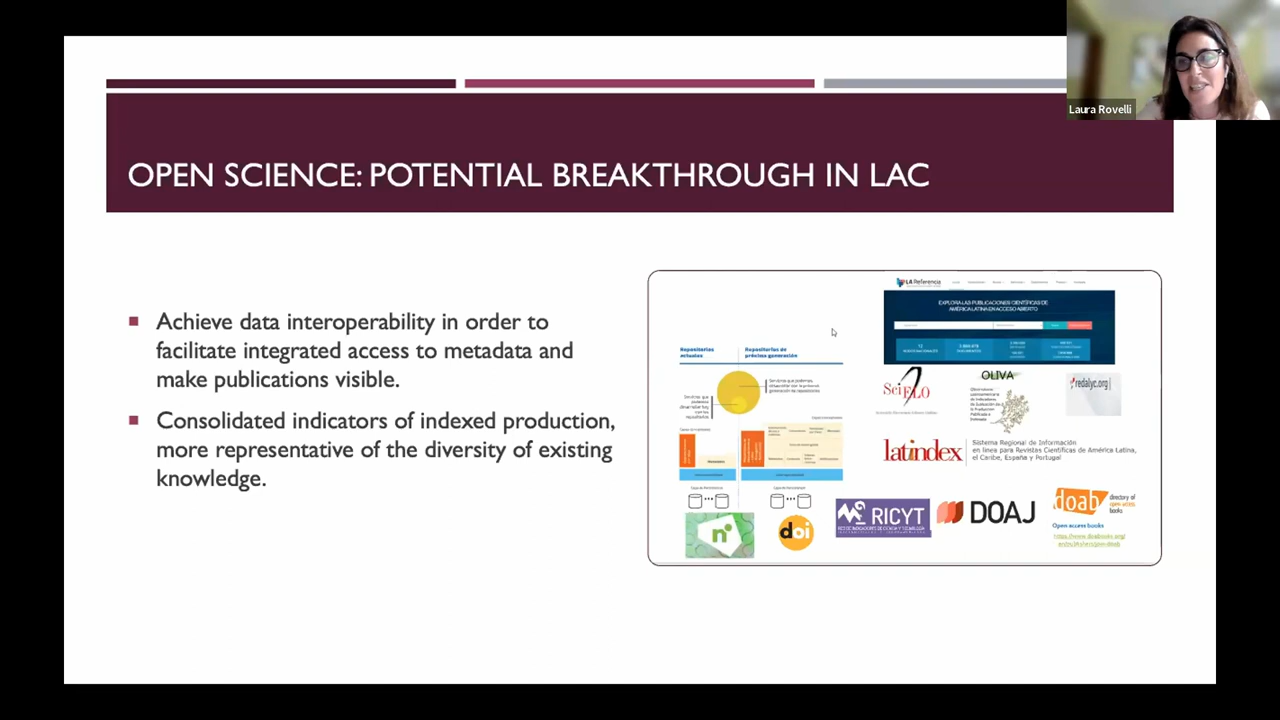 Laura Rovelli
OPEN SCIENCE: POTENTIAL BREAKTHROUGH IN LAC
Achieve data interoperability in order to
facilitate integrated access to metadata and
make publications visible.
Consolidated indicators of indexed production,
more representative of the diversity of existing
knowledge.
LA Referencia
EXPLORA LAS PUBLICACIONES CIENTÍFICAS DE
AMÉRICA LATINA EN ACCESO ABIERTO
Repositorios
actuales
Repositorios de
próxima generación
SciELO
OLIVA
redalyc.org
latindex
Sistema Regional de Información
en línea para Revistas Científicas de América Latina,
el Caribe, España y Portugal
n
doi
RICYT
DOAJ
doab
directory of
open access
books
Open access books